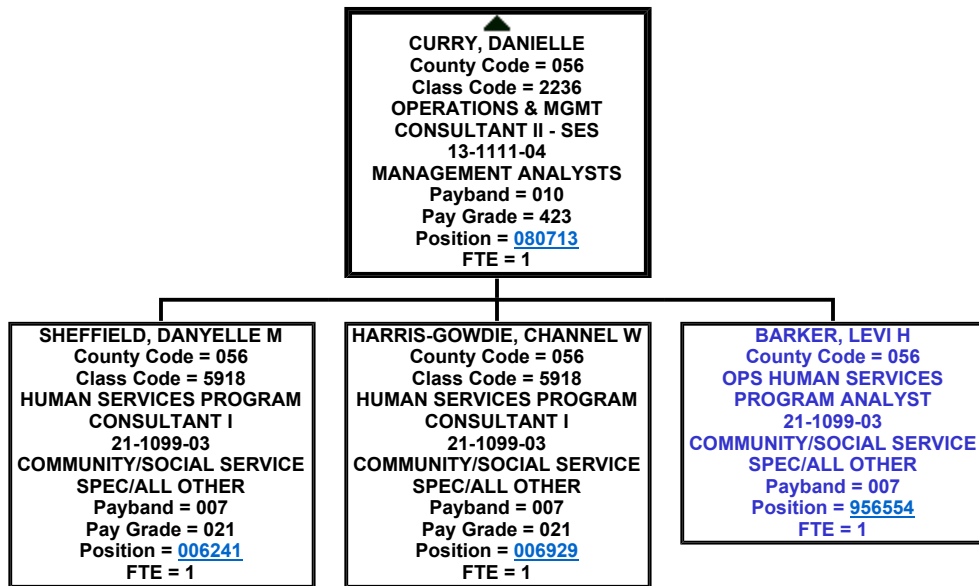 CURRY, DANIELLE
County Code = 056
Class Code = 2236
OPERATIONS & MGMT
CONSULTANT II - SES
13-1111-04
MANAGEMENT ANALYSTS
Payband = 010
Pay Grade = 423
Position = 080713
FTE = 1
SHEFFIELD, DANYELLE M
County Code = 056
Class Code = 5918
HUMAN SERVICES PROGRAM
CONSULTANT I
21-1099-03
COMMUNITY/SOCIAL SERVICE
SPEC/ALL OTHER
Payband = 007
Pay Grade = 021
Position = 006241
FTE = 1
HARRIS-GOWDIE, CHANNEL W
County Code = 056
Class Code = 5918
HUMAN SERVICES PROGRAM
CONSULTANT I
21-1099-03
COMMUNITY/SOCIAL SERVICE
SPEC/ALL OTHER
Payband = 007
Pay Grade = 021
Position = 006929
FTE = 1
BARKER, LEVI H
County Code = 056
OPS HUMAN SERVICES
PROGRAM ANALYST
21-1099-03
COMMUNITY/SOCIAL SERVICE
SPEC/ALL OTHER
Payband = 007
Position = 956554
FTE = 1